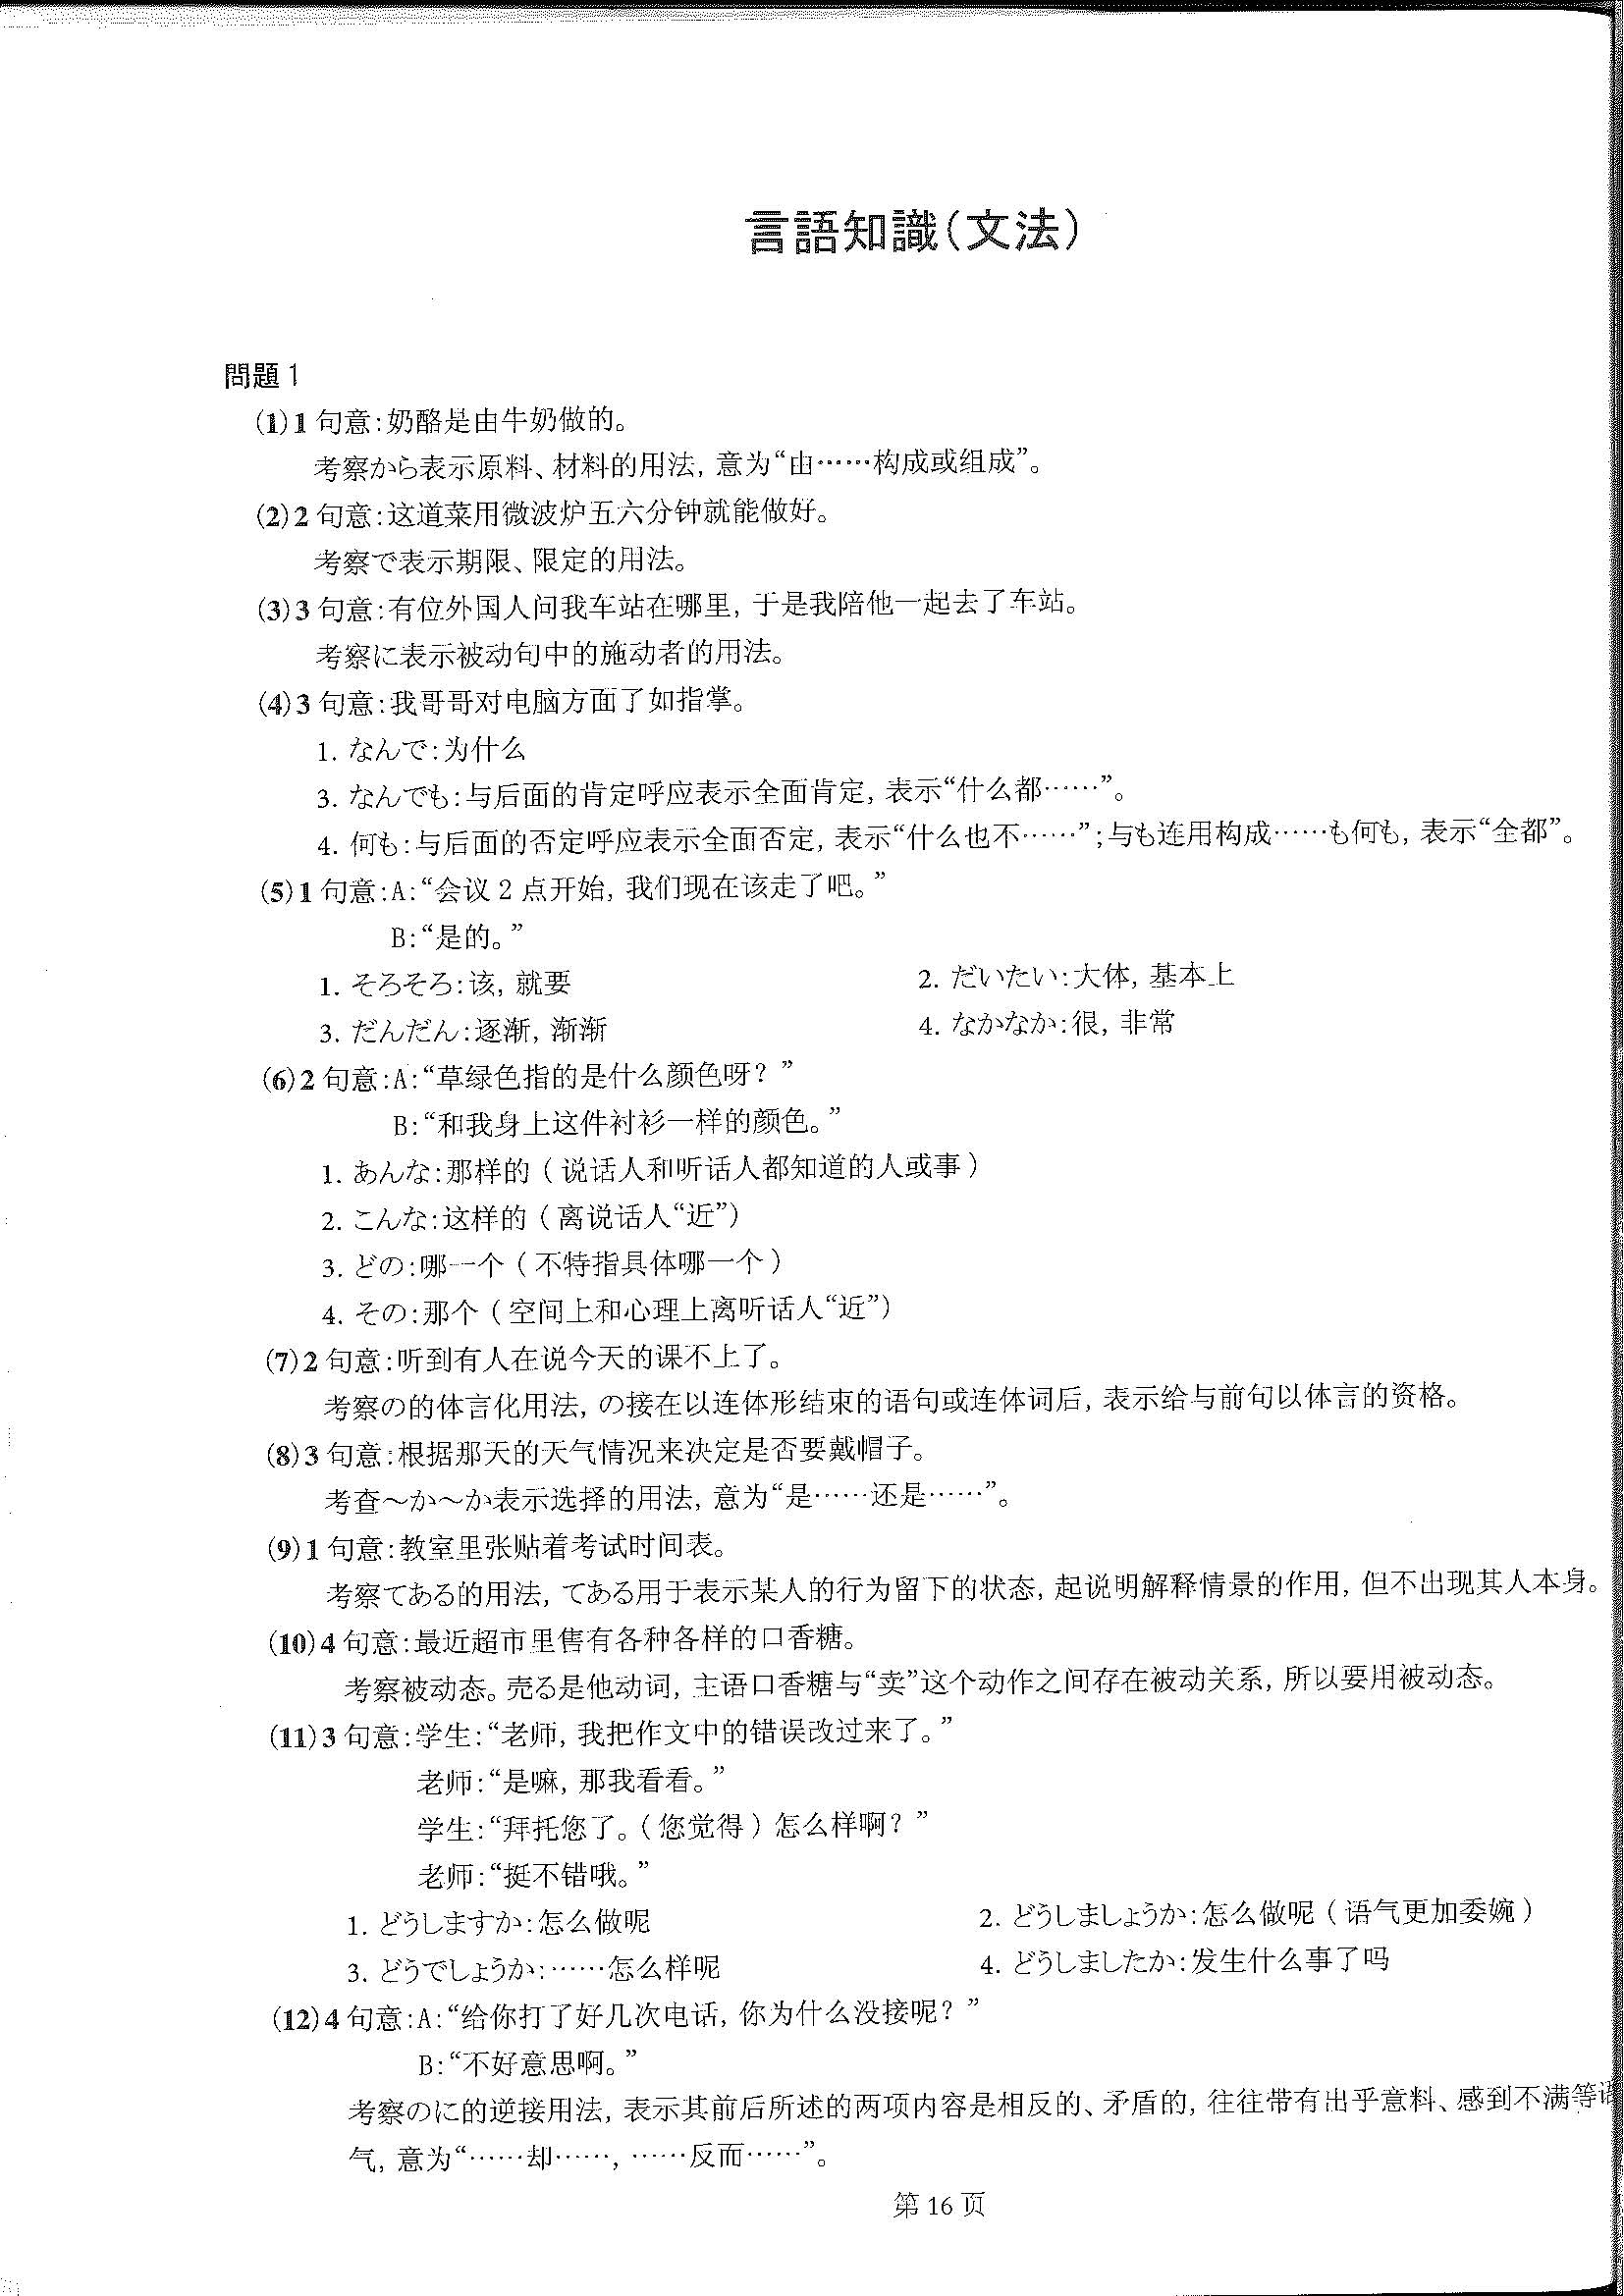 言語知識(文法)
問題1
(1)1 句意:奶酪是由牛奶做的。
考察から表示原料、材料的用法, 意为“由……构成或组成”。
(2)2 句意:这道菜用微波炉五六分钟就能做好。
考察で表示期限、限定的用法。
(3)3 句意:有位外国人问我车站在哪里, 于是我陪他一起去了车站。
考察に表示被动句中的施动者的用法。
(4)3 句意:我哥哥对电脑方面了如指掌。
1. なんで:为什么
3. なんでも:与后面的肯定呼应表示全面肯定, 表示“什么都……”。
4. 何も:与后面的否定呼应表示全面否定, 表示“什么也不……”;与も连用构成……も何も, 表示“全都”。
(5)1 句意:A:“会议 2 点开始, 我们现在该走了吧。”
B:“是的。”
1. そろそろ:该, 就要 2. だいたい:大体, 基本上
3. だんだん:逐渐, 渐渐 4. なかなか:很, 非常
(6)2 句意:A:“草绿色指的是什么颜色呀？”
B:“和我身上这件衬衫一样的颜色。”
1. あんな:那样的（说话人和听话人都知道的人或事）
2. こんな:这样的（离说话人“近”）
3. どの:哪一个（不特指具体哪一个）
4. その:那个（空间上和心理上离听话人“近”）
(7)2 句意:听到有人在说今天的课不上了。
考察の的体言化用法, の接在以连体形结束的语句或连体词后, 表示给与前句以体言的资格。
(8)3 句意:根据那天的天气情况来决定是否要戴帽子。
考查～か～か表示选择的用法, 意为“是……还是……”。
(9)1 句意:教室里张贴着考试时间表。
考察てある的用法, てある用于表示某人的行为留下的状态, 起说明解释情景的作用, 但不出现其人本身。
(10)4 句意:最近超市里售有各种各样的口香糖。
考察被动态。売る是他动词, 主语口香糖与“卖”这个动作之间存在被动关系, 所以要用被动态。
(11)3 句意:学生:“老师, 我把作文中的错误改过来了。”
老师:“是嘛, 那我看看。”
学生:“拜托您了。（您觉得）怎么样啊？”
老师:“挺不错哦。”
1. どうしますか:怎么做呢 2. どうしましょうか:怎么做呢（语气更加委婉）
3. どうでしょうか:……怎么样呢 4. どうしましたか:发生什么事了吗
(12)4 句意:A:“给你打了好几次电话, 你为什么没接呢？”
B:“不好意思啊。”
考察のに的逆接用法, 表示其前后所述的两项内容是相反的、矛盾的, 往往带有出乎意料、感到不满等语
气, 意为“……却……, ……反而……”。
第 16 页